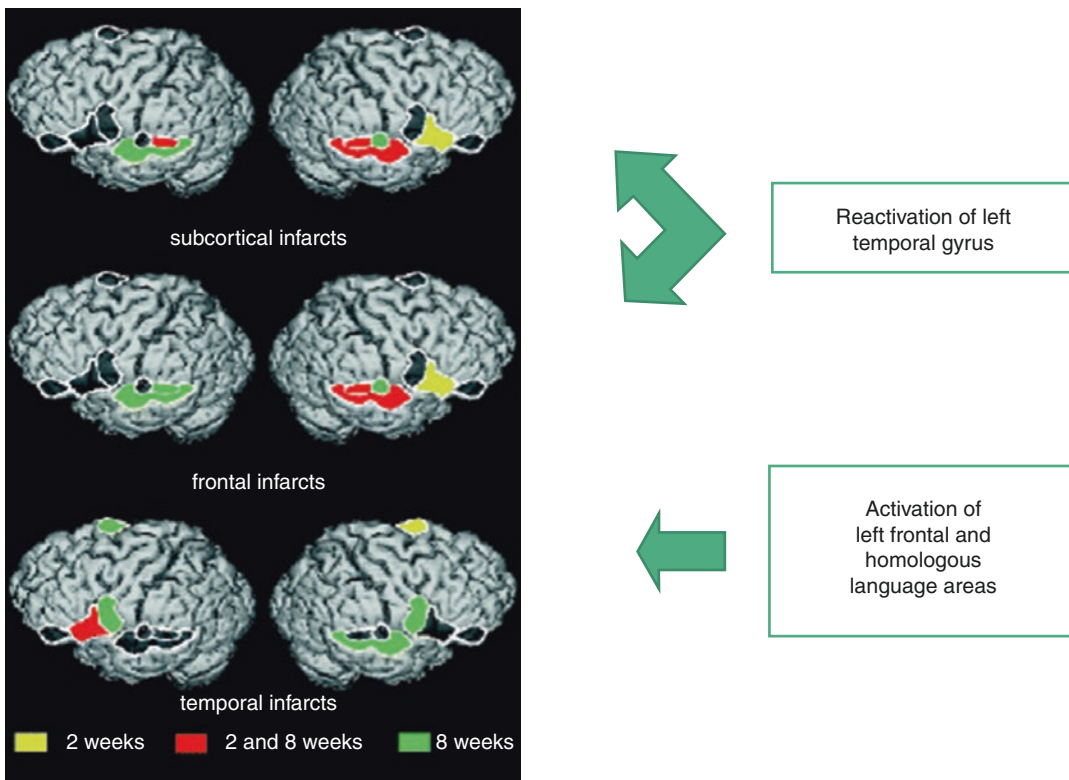 subcortical infarcts
frontal infarcts
temporal infarcts
2 weeks 2 and 8 weeks 8 weeks
Reactivation of left
temporal gyrus
Activation of
left frontal and
homologous
language areas